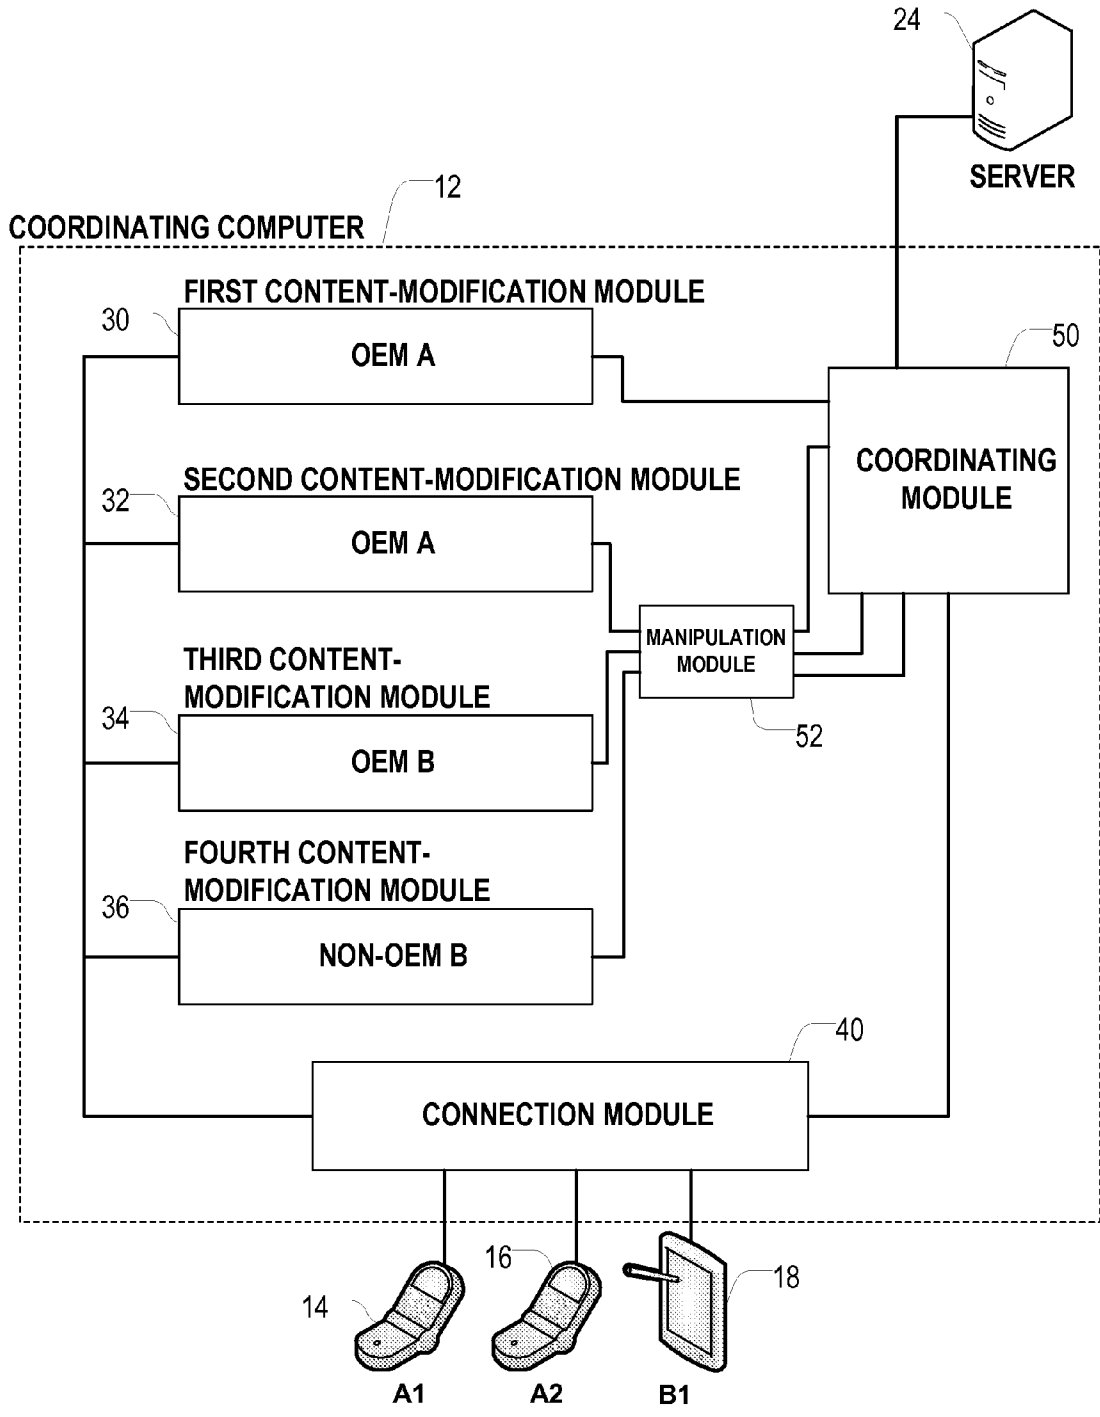 24
SERVER
12
COORDINATING COMPUTER
FIRST CONTENT-MODIFICATION MODULE
30
OEM A
50
COORDINATING
MODULE
SECOND CONTENT-MODIFICATION MODULE
32
OEM A
MANIPULATION
MODULE
52
THIRD CONTENT-
MODIFICATION MODULE
34
OEM B
FOURTH CONTENT-
MODIFICATION MODULE
36
NON-OEM B
40
CONNECTION MODULE
14
16
18
A1
A2
B1